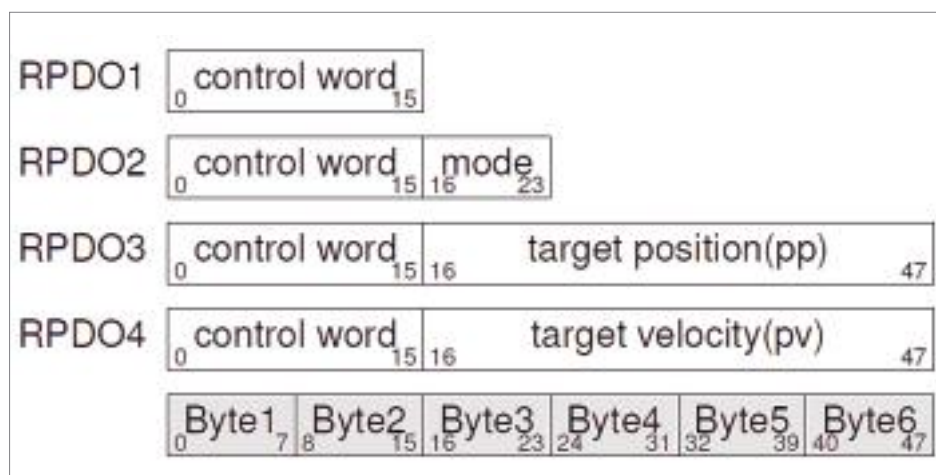 RPDO1 control word 0 15
RPDO2 control word 0 15 mode 16 23
RPDO3 control word 0 15 target position(pp) 16 47
RPDO4 control word 0 15 target velocity(pv) 16 47
Byte1 0 7 Byte2 8 15 Byte3 16 23 Byte4 24 31 Byte5 32 39 Byte6 40 47